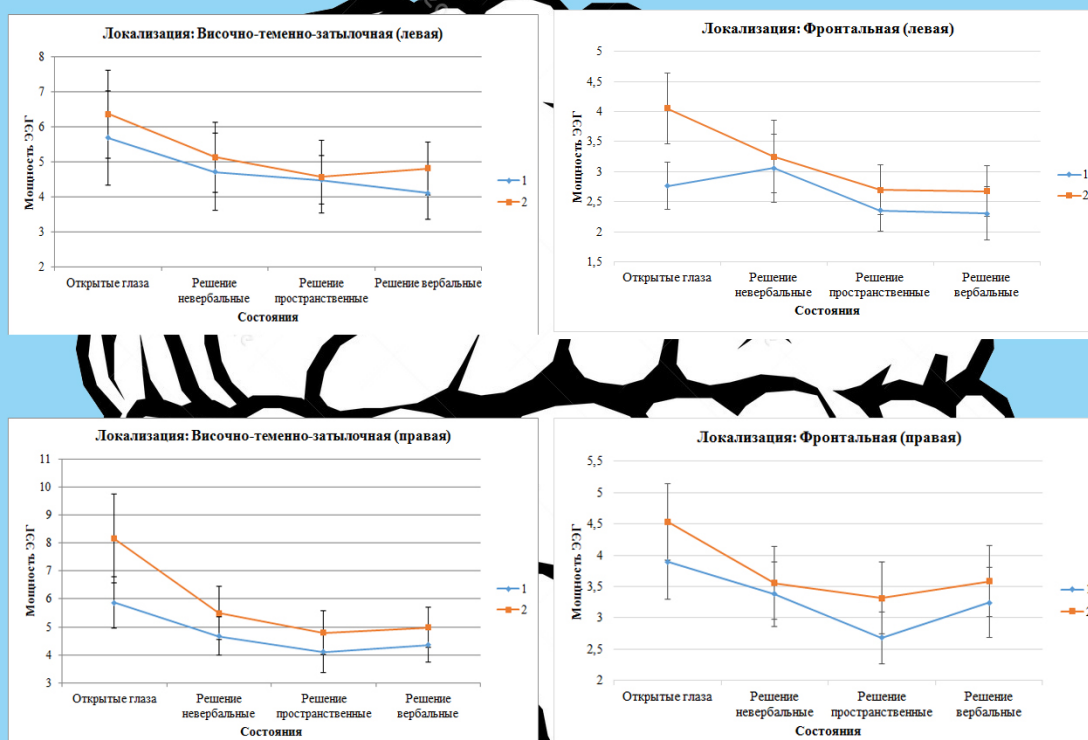 Локализация: Височно-теменно-затылочная (левая)
8
7
6
5
4
3
2
Мощность ЭЭГ
Открытые глаза
Решение невербальные
Решение пространственные
Решение вербальные
Состояния
1
2
Локализация: Фронтальная (левая)
5
4,5
4
3,5
3
2,5
2
1,5
Мощность ЭЭГ
Открытые глаза
Решение невербальные
Решение пространственные
Решение вербальные
Состояния
1
2
Локализация: Височно-теменно-затылочная (правая)
11
10
9
8
7
6
5
4
3
Мощность ЭЭГ
Открытые глаза
Решение невербальные
Решение пространственные
Решение вербальные
Состояния
1
2
Локализация: Фронтальная (правая)
5,5
5
4,5
4
3,5
3
2,5
2
Мощность ЭЭГ
Открытые глаза
Решение невербальные
Решение пространственные
Решение вербальные
Состояния